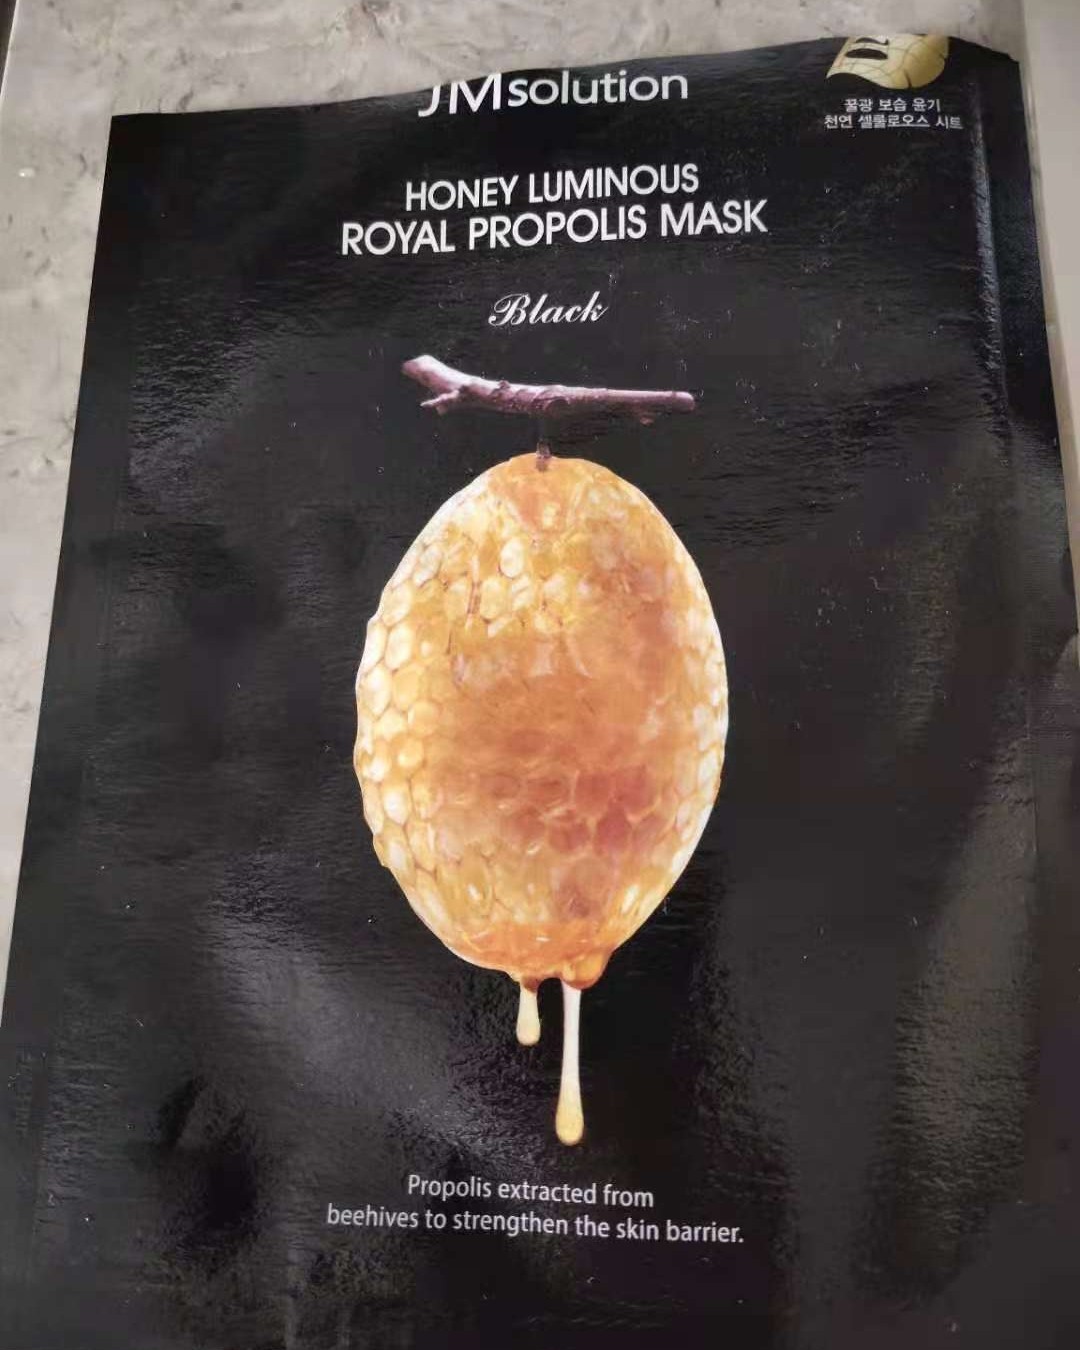 JMsolution
꿀광 보습 윤기
천연 셀룰로오스 시트
HONEY LUMINOUS
ROYAL PROPOLIS MASK
Black
Propolis extracted from
beehives to strengthen the skin barrier.